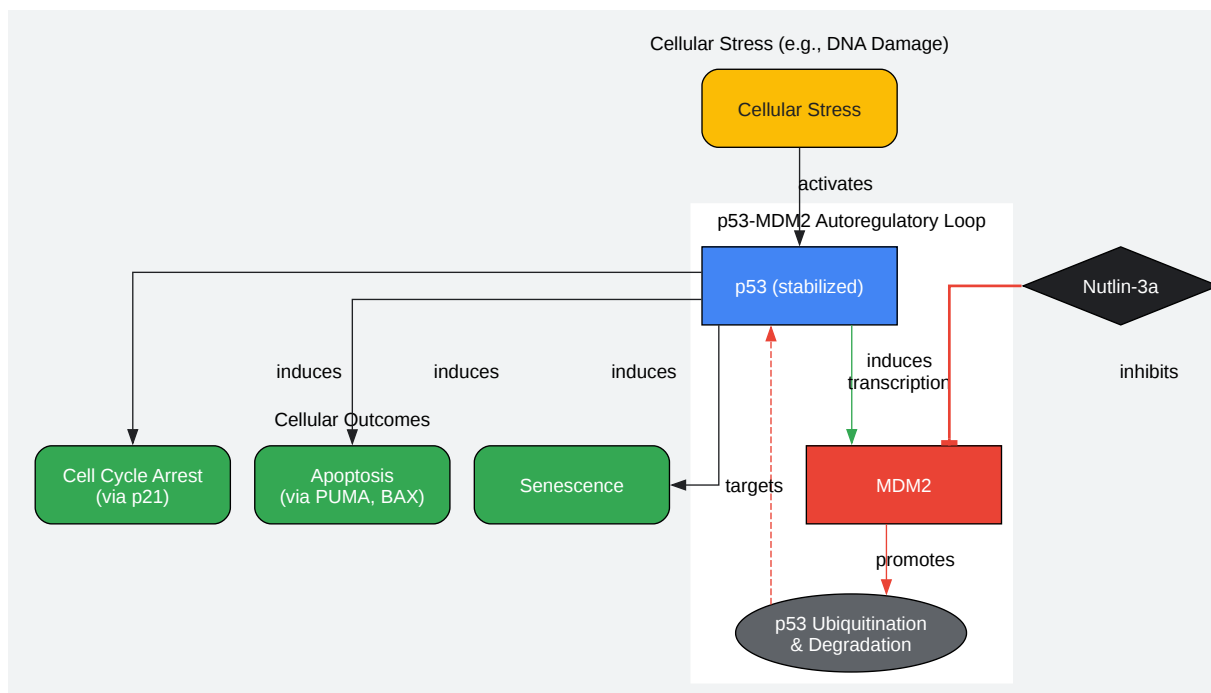 Cellular Stress (e.g., DNA Damage)
Cellular Stress
activates
p53-MDM2 Autoregulatory Loop
p53 (stabilized)
Nutlin-3a
induces
induces
induces
induces
transcription
inhibits
Cellular Outcomes
Cell Cycle Arrest
(via p21)
Apoptosis
(via PUMA, BAX)
Senescence
targets
MDM2
promotes
p53 Ubiquitination
& Degradation